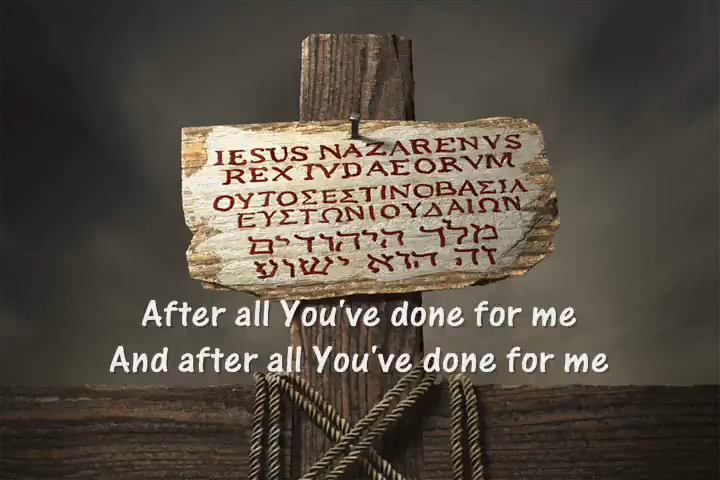 IESUS NAZARENVS
REX IVDAEORVM
ΟΥΤΟΣΕΣΤΙΝΟΒΑΣΙΛ
ΕΥΣΤΩΝΙΟΥΔΑΙΩΝ
מלך היהודים
זה הוא ישוע
After all You've done for me
And after all You've done for me